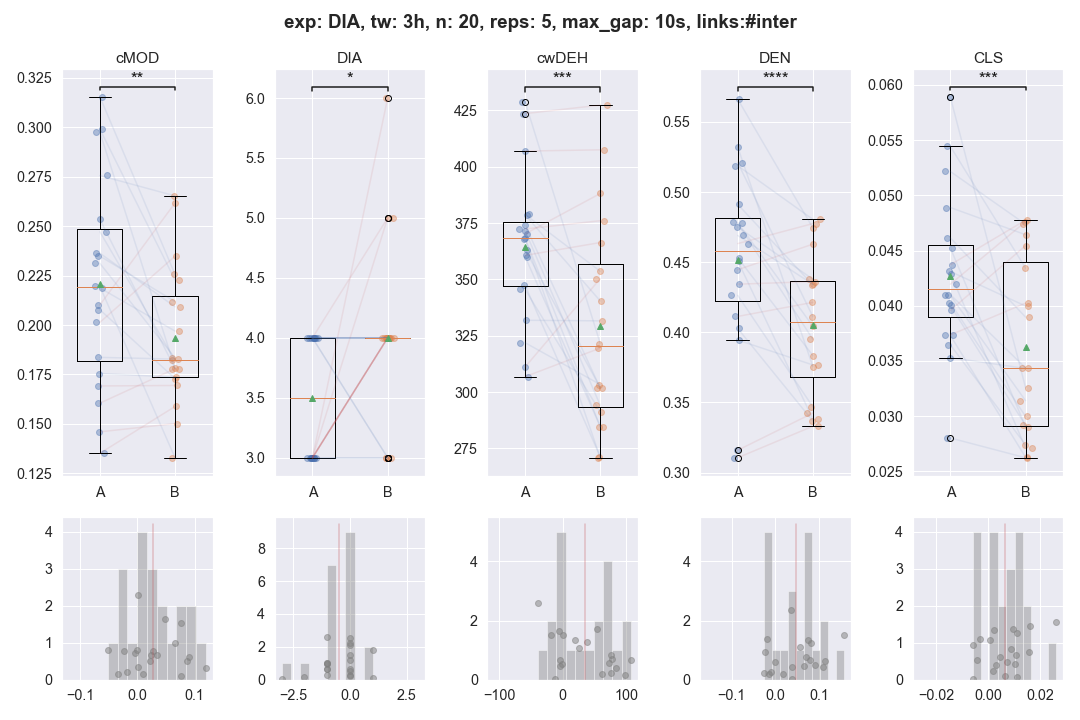 exp: DIA, tw: 3h, n: 20, reps: 5, max_gap: 10s, links:#inter
cMOD DIA cwDEH DEN CLS
** * *** **** ***
0.325 0.300 0.275 0.250 0.225 0.200 0.175 0.150 0.125
A B
6.0 5.5 5.0 4.5 4.0 3.5 3.0
A B
425 400 375 350 325 300 275
A B
0.55 0.50 0.45 0.40 0.35 0.30
A B
0.060 0.055 0.050 0.045 0.040 0.035 0.030 0.025
A B
4 3 2 1 0
−0.1 0.0 0.1
8 6 4 2 0
−2.5 0.0 2.5
4 2 0
−100 0 100
4 2 0
−0.1 0.0 0.1
4 3 2 1 0
−0.02 0.00 0.02